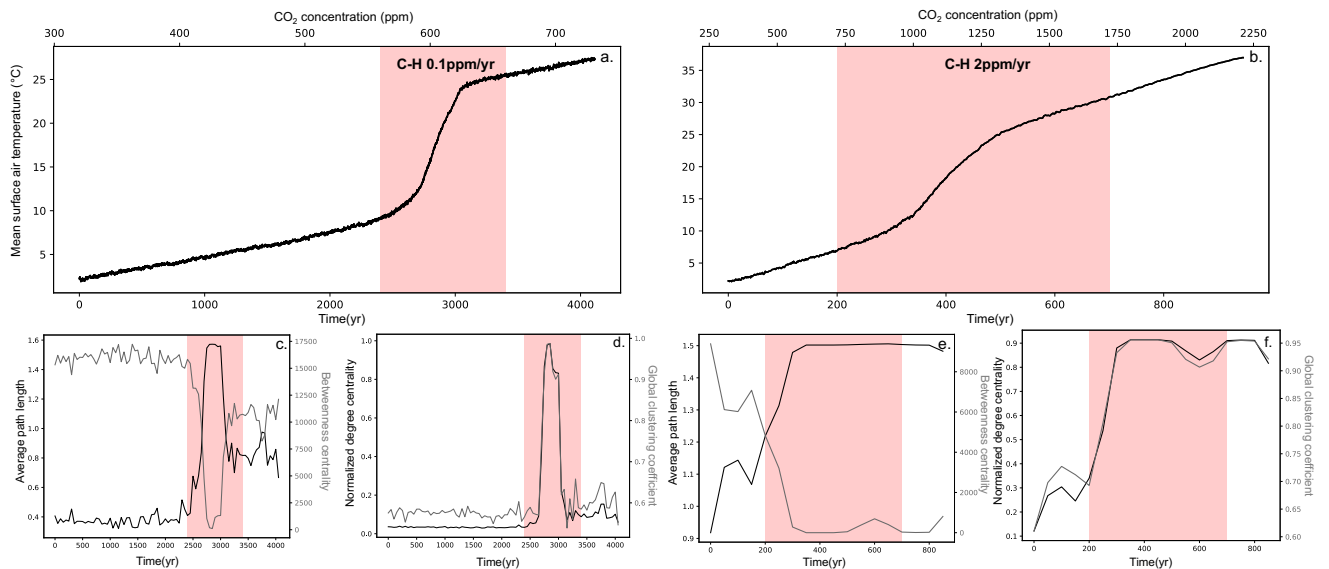 CO₂ concentration (ppm)
300 400 500 600 700
C-H 0.1ppm/yr
a.
Mean surface air temperature (°C)
25
20
15
10
5
0 1000 2000 3000 4000
Time(yr)
CO₂ concentration (ppm)
250 500 750 1000 1250 1500 1750 2000 2250
C-H 2ppm/yr
b.
35
30
25
20
15
10
5
0 200 400 600 800
Time(yr)
c.
Average path length
1.6
1.4
1.2
1.0
0.8
0.6
0.4
17500
15000
12500
10000
7500
5000
2500
0
Betweenness centrality
0 500 1000 1500 2000 2500 3000 3500 4000
Time(yr)
d.
Normalized degree centrality
1.0
0.8
0.6
0.4
0.2
0.0
1.0
0.9
0.8
0.7
0.6
Global clustering coefficient
0 500 1000 1500 2000 2500 3000 3500 4000
Time(yr)
e.
Average path length
1.5
1.4
1.3
1.2
1.1
1.0
0.9
8000
6000
4000
2000
0
Betweenness centrality
0 200 400 600 800
Time(yr)
f.
Normalized degree centrality
0.9
0.8
0.7
0.6
0.5
0.4
0.3
0.2
0.1
0.95
0.90
0.85
0.80
0.75
0.70
0.65
0.60
Global clustering coefficient
0 200 400 600 800
Time(yr)